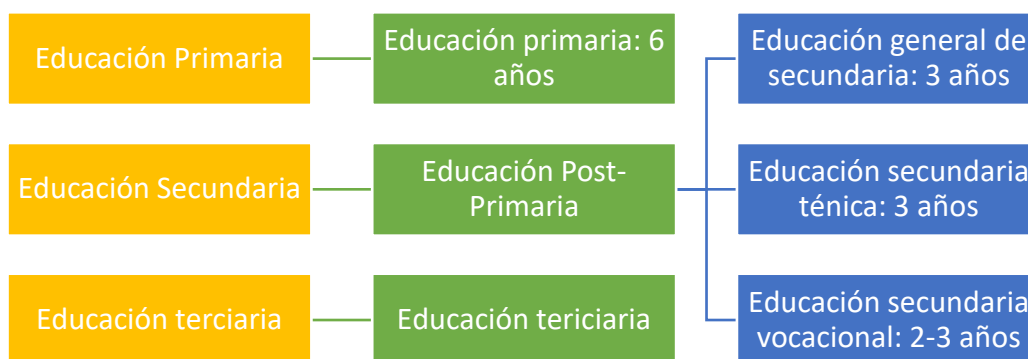 Educación Primaria
Educación primaria: 6
años
Educación general de
secundaria: 3 años
Educación Secundaria
Educación Post-
Primaria
Educación secundaria
ténica: 3 años
Educación terciaria
Educación tericiaria
Educación secundaria
vocacional: 2-3 años